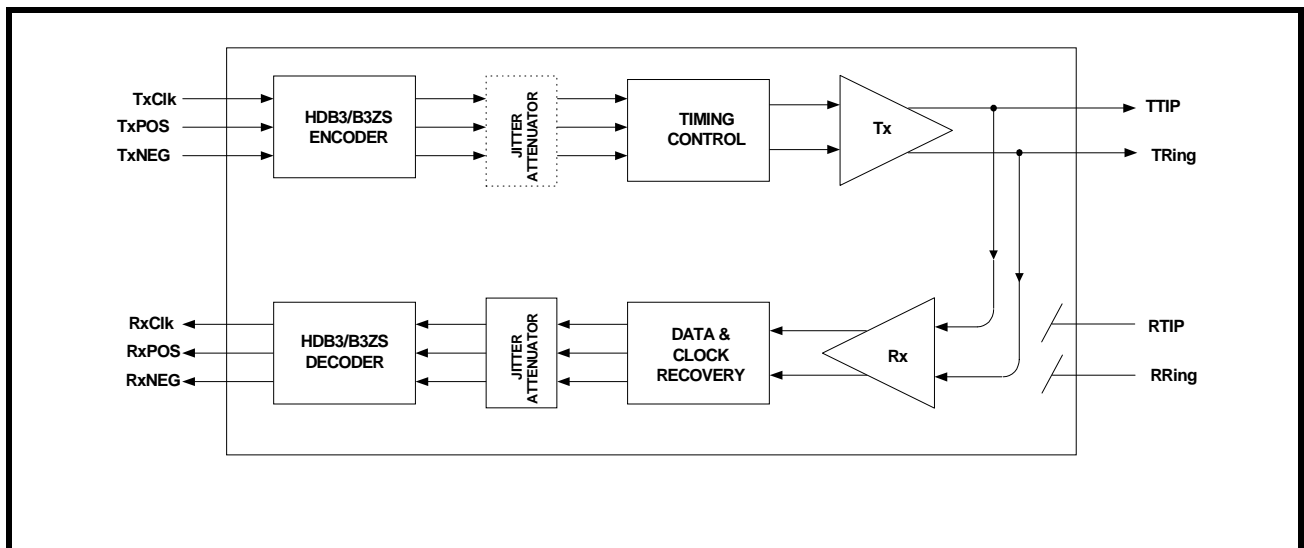 TxClk
TxPOS
TxNEG
HDB3/B3ZS
ENCODER
JITTER
ATTENUATOR
TIMING
CONTROL
Tx
TTIP
TRing
RxClk
RxPOS
RxNEG
HDB3/B3ZS
DECODER
JITTER
ATTENUATOR
DATA &
CLOCK
RECOVERY
Rx
RTIP
RRing